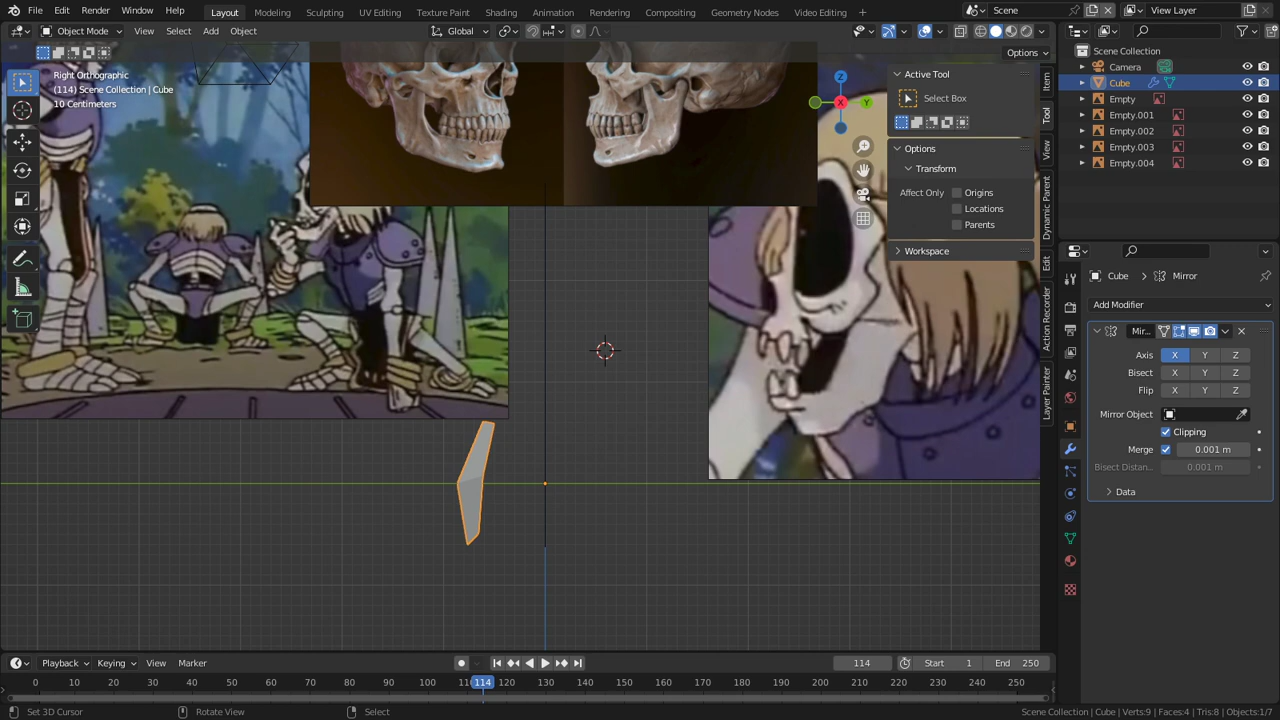 File Edit Render Window Help Layout Modeling Sculpting UV Editing Texture Paint Shading Animation Rendering Compositing Geometry Nodes Video Editing + Scene View Layer
Object Mode View Select Add Object Global
Options
Right Orthographic
(114) Scene Collection | Cube
10 Centimeters
Z
Y
X
Active Tool
Select Box
Options
Transform
Affect Only Origins
Locations
Parents
Workspace
Item
Tool
View
Dynamic Parent
Edit
Action Recorder
Layer Painter
Scene Collection
Camera
Cube
Empty
Empty.001
Empty.002
Empty.003
Empty.004
Cube Mirror
Add Modifier
Mir...
Axis X Y Z
Bisect X Y Z
Flip X Y Z
Mirror Object
Clipping
Merge 0.001 m
Bisect Distan... 0.001 m
Data
Playback Keying View Marker 114 Start 1 End 250
0 10 20 30 40 50 60 70 80 90 100 110 114 120 130 140 150 160 170 180 190 200 210 220 230 240 250
Set 3D Cursor Rotate View Select Scene Collection | Cube | Verts:9 | Faces:4 | Tris:8 | Objects:1/7